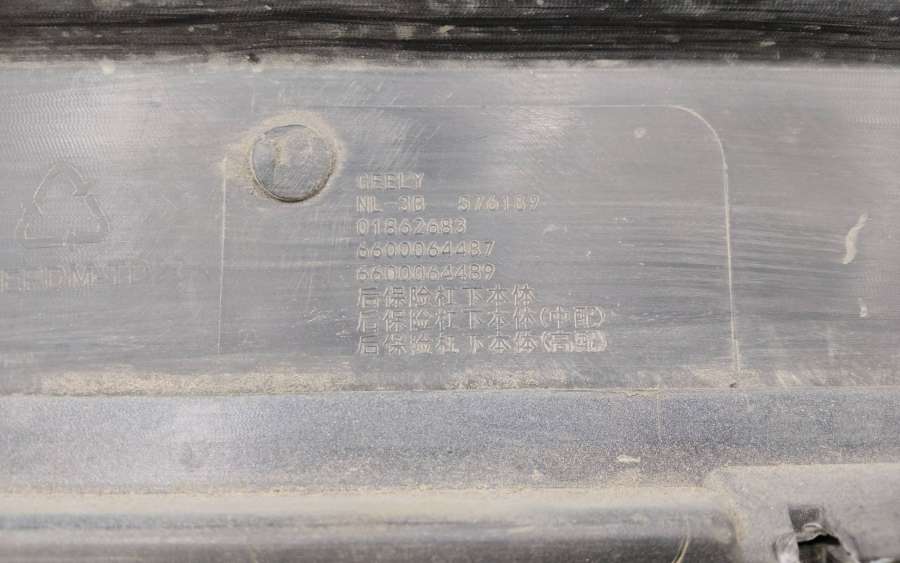 GEELY
NL-3B 576189
01862683
6600064487
6600064489
后保险杠下本体
后保险杠下本体(中配)
后保险杠下本体(高配)